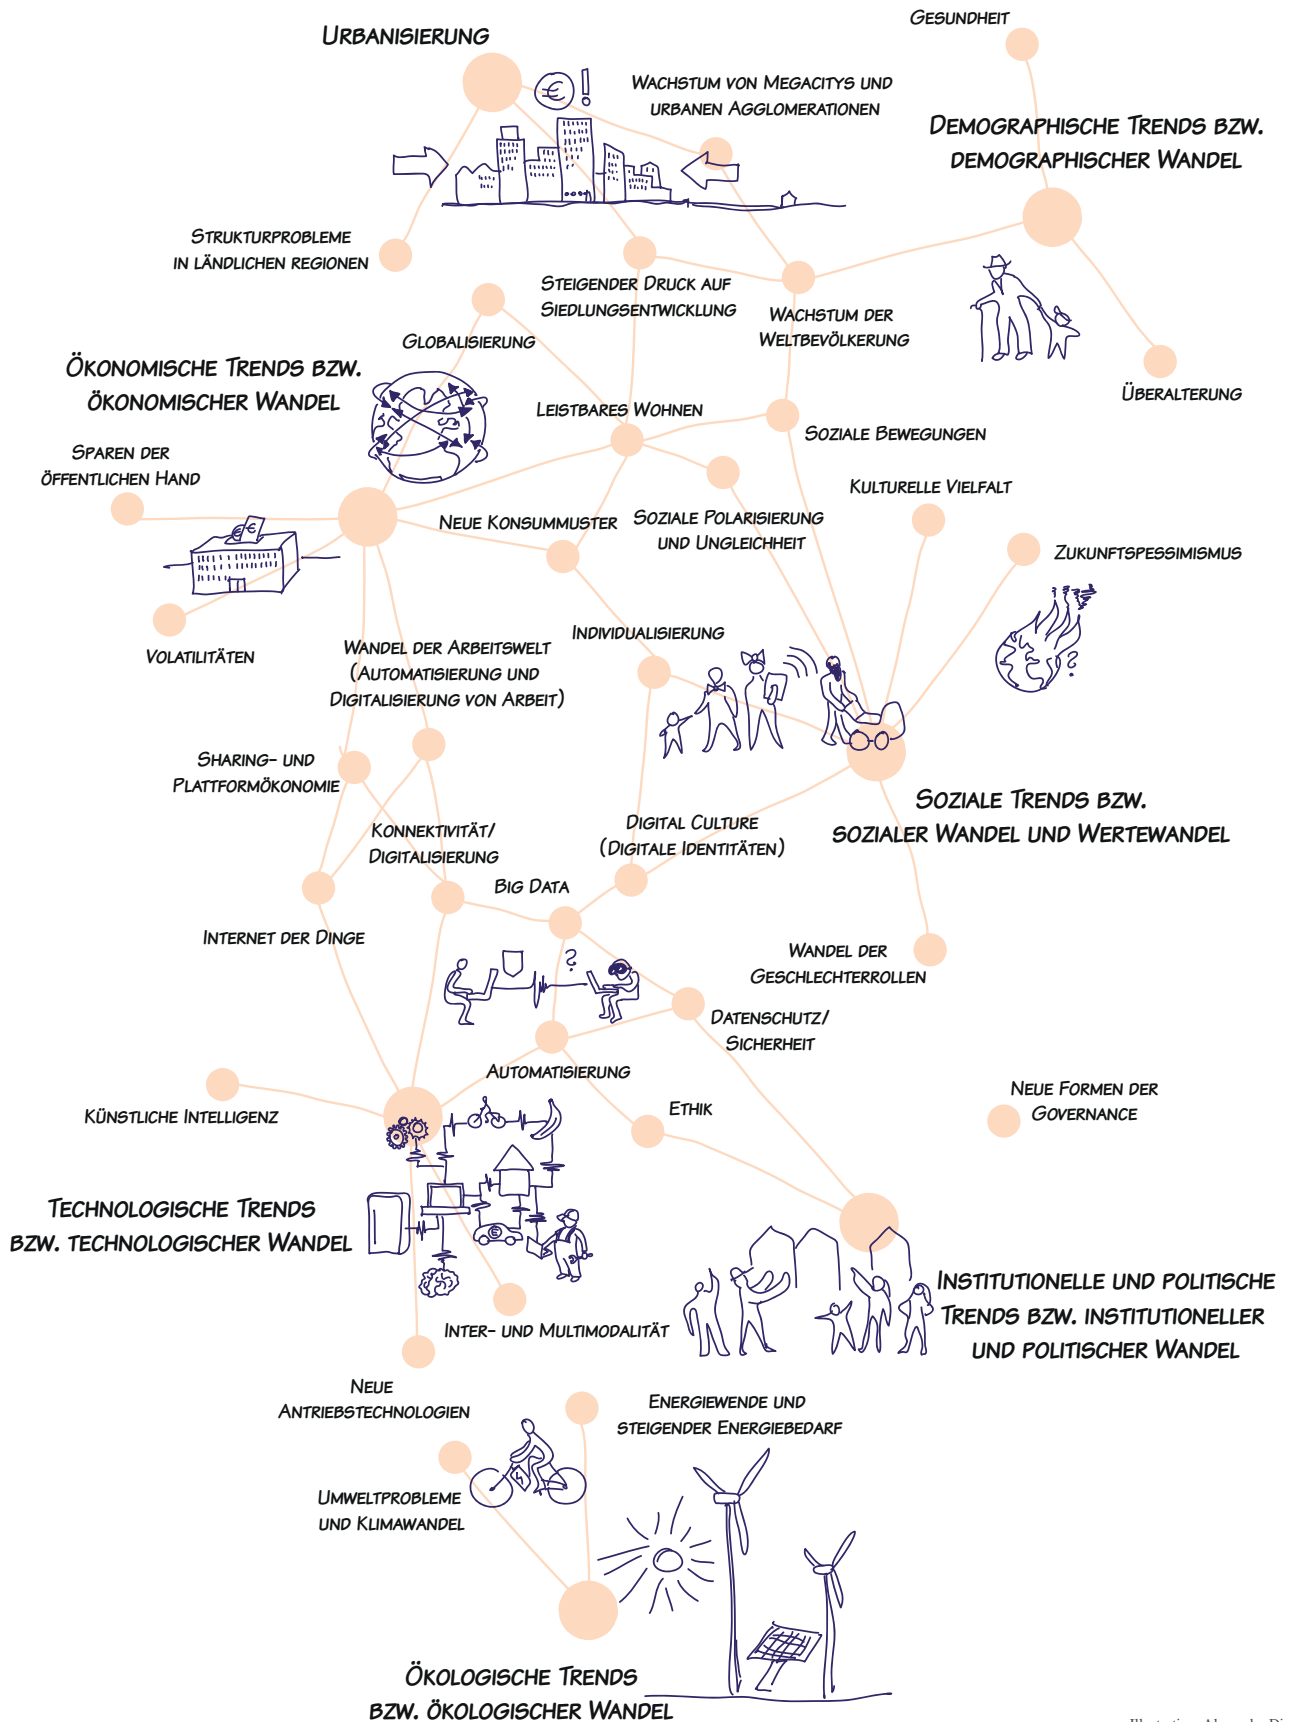 Gesundheit
Urbanisierung
Wachstum von Megacitys und
urbanen Agglomerationen
€ !
Demographische Trends bzw.
demographischer Wandel
Strukturprobleme
in ländlichen Regionen
Steigender Druck auf
Siedlungsentwicklung
Wachstum der
Weltbevölkerung
Globalisierung
Ökonomische Trends bzw.
ökonomischer Wandel
Überalterung
Leistbares Wohnen
Soziale Bewegungen
Sparen der
öffentlichen Hand
Kulturelle Vielfalt
Neue Konsummuster
Soziale Polarisierung
und Ungleichheit
€ €
Zukunftspessimismus
?
Individualisierung
Volatilitäten
Wandel der Arbeitswelt
(Automatisierung und
Digitalisierung von Arbeit)
Sharing- und
Plattformökonomie
Soziale Trends bzw.
sozialer Wandel und Wertewandel
Konnektivität/
Digitalisierung
Digital Culture
(Digitale Identitäten)
Big Data
Internet der Dinge
?
Wandel der
Geschlechterrollen
Datenschutz/
Sicherheit
Automatisierung
Künstliche Intelligenz
Ethik
Neue Formen der
Governance
Technologische Trends
bzw. technologischer Wandel
€
Institutionelle und politische
Trends bzw. institutioneller
und politischer Wandel
Inter- und Multimodalität
Neue
Antriebstechnologien
Energiewende und
steigender Energiebedarf
Umweltprobleme
und Klimawandel
Ökologische Trends
bzw. ökologischer Wandel